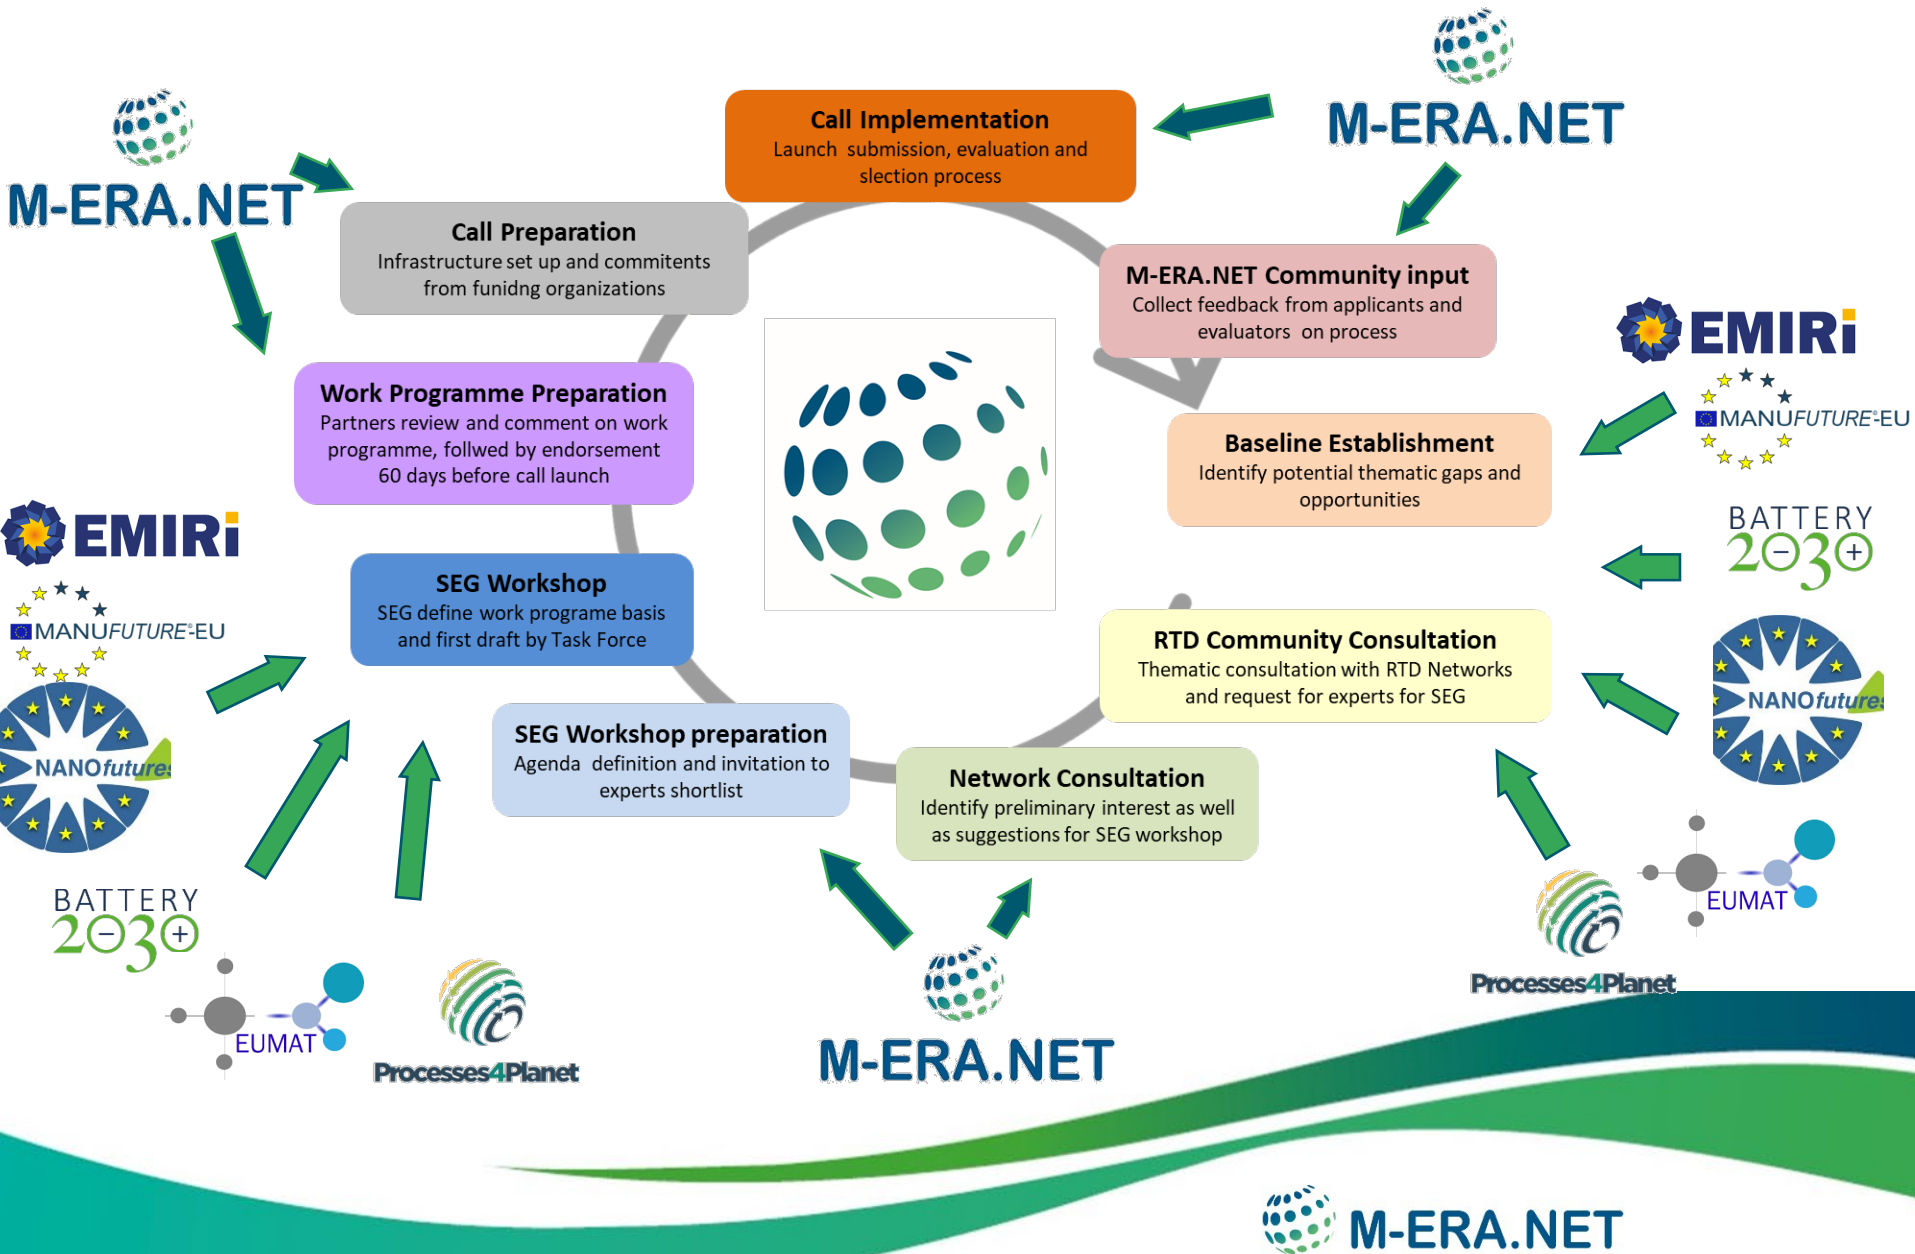 M-ERA.NET
M-ERA.NET
Call Implementation
Launch submission, evaluation and
slection process
Call Preparation
Infrastructure set up and commitents
from funidng organizations
M-ERA.NET Community input
Collect feedback from applicants and
evaluators on process
Work Programme Preparation
Partners review and comment on work
programme, follwed by endorsement
60 days before call launch
EMIRi
MANUFUTURE©-EU
Baseline Establishment
Identify potential thematic gaps and
opportunities
BATTERY
2030
NANOfutures
SEG Workshop
SEG define work programe basis
and first draft by Task Force
EMIRi
MANUFUTURE©-EU
NANOfutures
RTD Community Consultation
Thematic consultation with RTD Networks
and request for experts for SEG
SEG Workshop preparation
Agenda definition and invitation to
experts shortlist
Network Consultation
Identify preliminary interest as well
as suggestions for SEG workshop
BATTERY
2030
EUMAT
Processes4Planet
EUMAT
Processes4Planet
M-ERA.NET
M-ERA.NET